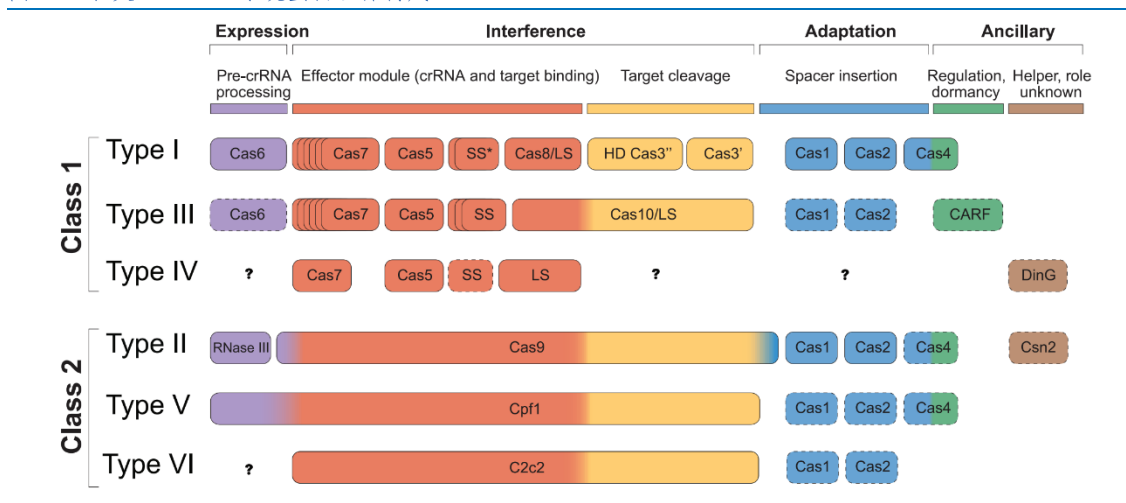 Expression Interference Adaptation Ancillary
Pre-crRNA processing Effector module (crRNA and target binding) Target cleavage Spacer insertion Regulation, dormancy Helper, role unknown
Class 1
Type I Cas6 Cas7 Cas5 SS* Cas8/LS HD Cas3’’ Cas3’ Cas1 Cas2 Cas4
Type III Cas6 Cas7 Cas5 SS Cas10/LS Cas1 Cas2 CARF
Type IV ? Cas7 Cas5 SS LS ? ? DinG
Class 2
Type II RNase III Cas9 Cas1 Cas2 Cas4 Csn2
Type V Cpf1 Cas1 Cas2 Cas4
Type VI ? C2c2 Cas1 Cas2